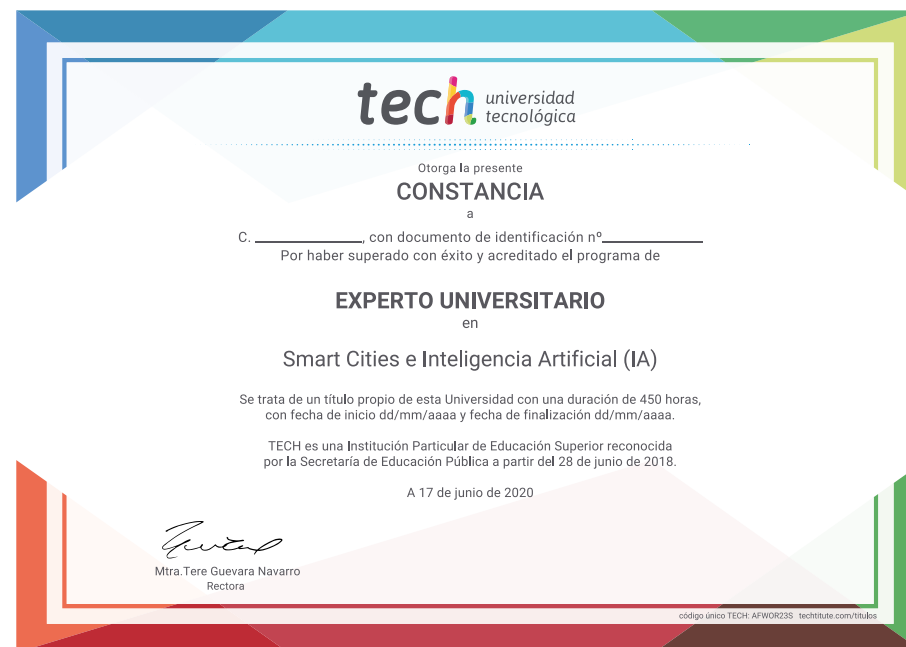 tech universidad
tecnológica
Otorga la presente
CONSTANCIA
a
C. ____________, con documento de identificación nº____________
Por haber superado con éxito y acreditado el programa de
EXPERTO UNIVERSITARIO
en
Smart Cities e Inteligencia Artificial (IA)
Se trata de un título propio de esta Universidad con una duración de 450 horas,
con fecha de inicio dd/mm/aaaa y fecha de finalización dd/mm/aaaa.
TECH es una Institución Particular de Educación Superior reconocida
por la Secretaría de Educación Pública a partir del 28 de junio de 2018.
A 17 de junio de 2020
Mtra.Tere Guevara Navarro
Rectora
código único TECH: AFWOR23S techtitute.com/titulos